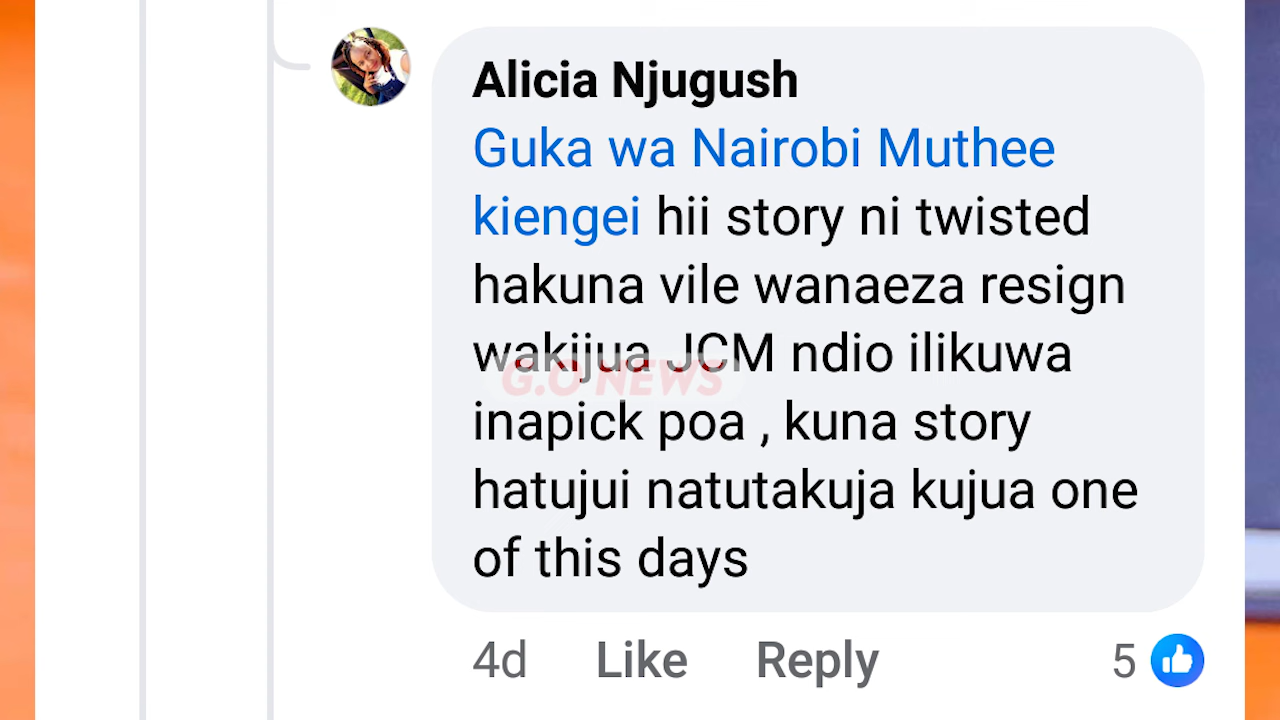 Alicia Njugush
Guka wa Nairobi Muthee
kiengei hii story ni twisted
hakuna vile wanaeza resign
wakijua JCM ndio ilikuwa
G.O NEWS
inapick poa , kuna story
hatujui natutakuja kujua one
of this days
4d Like Reply 5